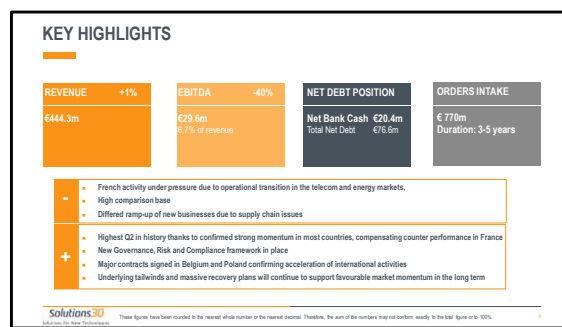 KEY HIGHLIGHTS
REVENUE +1%
€444.3m
EBITDA -40%
€29.6m
6,7% of revenue
NET DEBT POSITION
Net Bank Cash €20.4m
Total Net Debt €76.6m
ORDERS INTAKE
€ 770m
Duration: 3-5 years
-
French activity under pressure due to operational transition in the telecom and energy markets,
High comparison base
Differed ramp-up of new businesses due to supply chain issues
+
Highest Q2 in history thanks to confirmed strong momentum in most countries, compensating counter performance in France
New Governance, Risk and Compliance framework in place
Major contracts signed in Belgium and Poland confirming acceleration of international activities
Underlying tailwinds and massive recovery plans will continue to support favourable market momentum in the long term
Solutions30
Solutions for New Technologies
These figures have been rounded to the nearest whole number or the nearest decimal. Therefore, the sum of the numbers may not conform exactly to the total figure or to 100%.